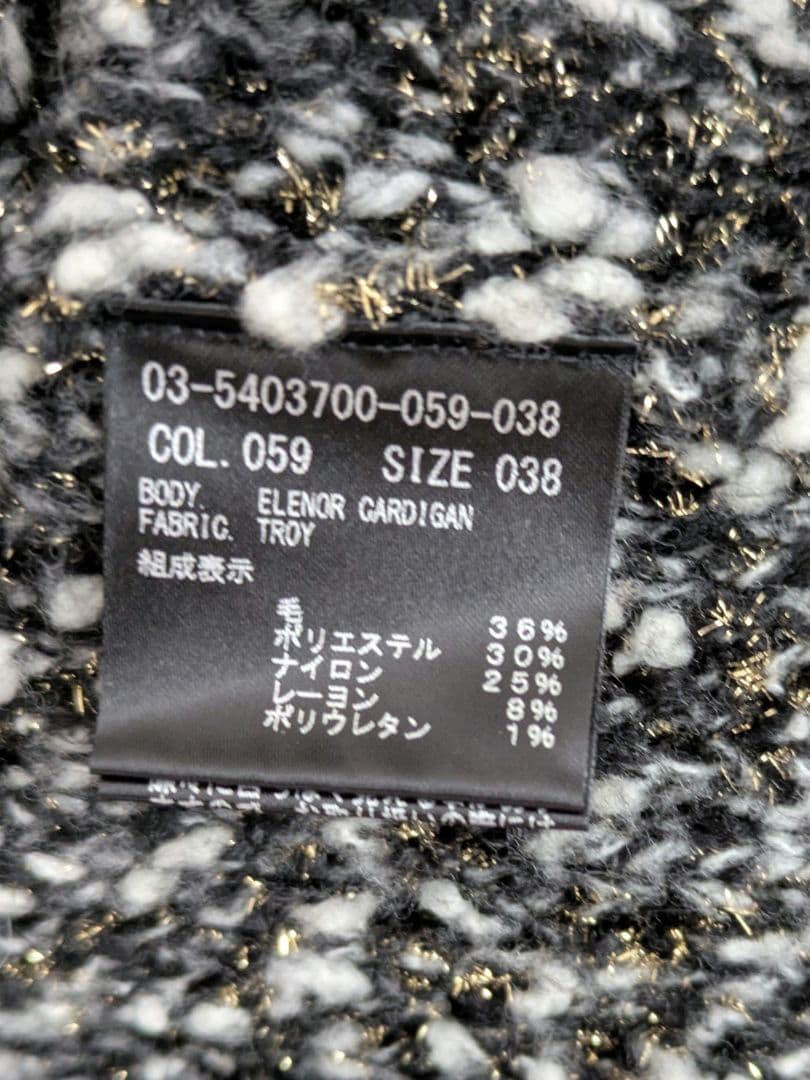 03-5403700-059-038
COL. 059 SIZE 038
BODY. ELENOR CARDIGAN
FABRIC. TROY
組成表示
毛 36%
ポリエステル 30%
ナイロン 25%
レーヨン 8%
ポリウレタン 1%